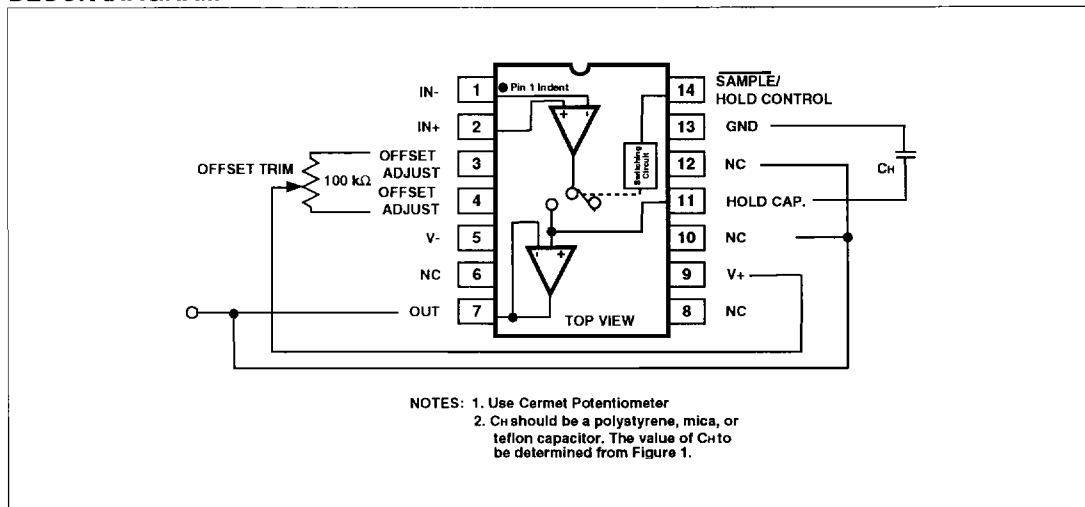 IN-
1
Pin 1 Indent
14
SAMPLE/
HOLD CONTROL
IN+
2
+ -
13
GND
OFFSET TRIM
100 kΩ
OFFSET
ADJUST
3
Switching
Circuit
12
NC
CH
OFFSET
ADJUST
4
11
HOLD CAP.
V-
5
10
NC
NC
6
- +
9
V+
OUT
7
TOP VIEW
8
NC
NOTES: 1. Use Cermet Potentiometer
2. CH should be a polystyrene, mica, or
teflon capacitor. The value of CH to
be determined from Figure 1.